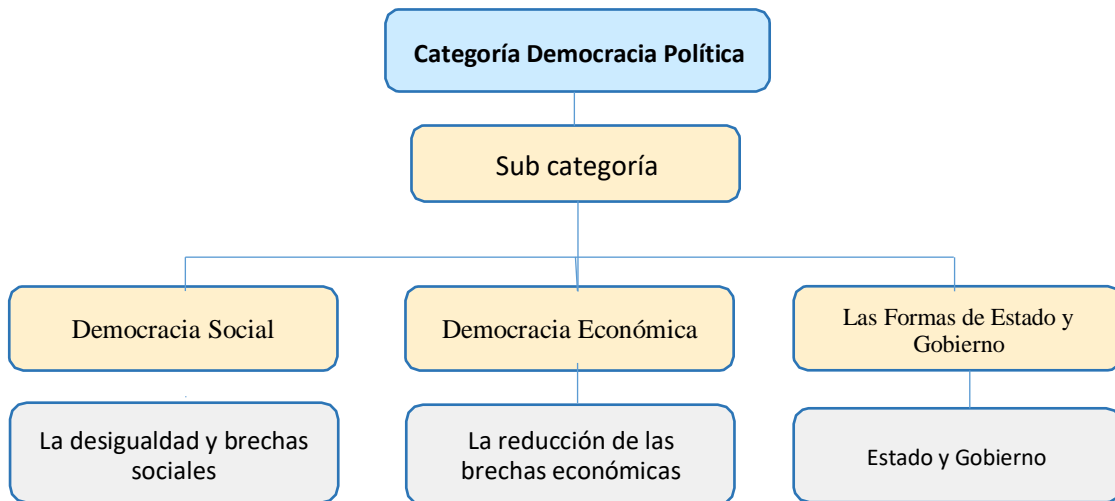 Categoría Democracia Política
Sub categoría
Democracia Social
Democracia Económica
Las Formas de Estado y
Gobierno
La desigualdad y brechas
sociales
La reducción de las
brechas económicas
Estado y Gobierno